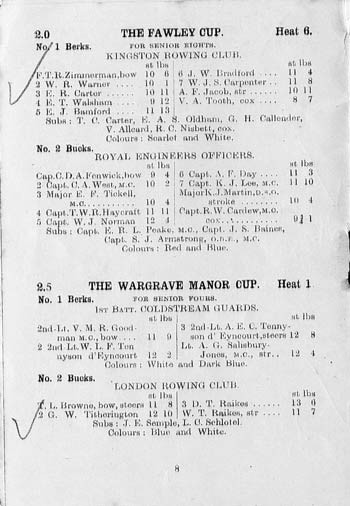 2.0 THE FAWLEY CUP. Heat 6.
No. 1 Berks. FOR SENIOR EIGHTS.
KINGSTON ROWING CLUB.
st lbs st lbs
F.T.R.Zimmerman,bow 10 6 6 J. W. Bradford .... 11 4
2 W. R. Warner .... 10 1 7 W. J. S. Carpenter .. 11 8
3 E. R. Carter ...... 10 11 A. F. Jacob, str .... 10 11
4 E. T. Walsham .... 9 12 V. A. Tooth, cox .. 8 7
5 E. J. Bamford .... 11 13
Subs : T. C. Carter, E. A. S. Oldham, G. H. Callender,
V. Allcard, R. C. Nisbett, cox.
Colours : Scarlet and White.
No. 2 Bucks.
ROYAL ENGINEERS OFFICERS.
st lbs st lbs
Cap.C.D.A.Fenwick,bow 9 4 6 Capt. A. F. Day .... 11 3
2 Capt. C. A. West, M.C. 10 2 7 Capt. K. J. Lee, M.C. 11 10
3 Major E. F. Tickell, Major K.J. Martin, D.S.O.
M.C........... 10 4 stroke ........ 10 4
4 Capt. T.W.R. Haycraft 11 11 Capt.R.W.Cardew,M.C.
5 Capt. W. J. Norman 12 4 cox........... 9 1
Subs : Capt. E. R. L. Peake, M.C., Capt. J. S. Baines,
Capt. S. J. Armstrong, O.B.E., M.C.
Colours : Red and Blue.
2.5 THE WARGRAVE MANOR CUP. Heat 1
No. 1 Berks. FOR SENIOR FOURS.
1ST BATT. COLDSTREAM GUARDS.
st lbs st lbs
2nd-Lt. V. M. R. Good- 3 2nd-Lt. A. E. C. Tenny-
man M.C., bow .... 11 9 son d' Eyncourt,steers 12 8
2 2nd-Lt. W. L. F. Ten Lt. A. G. Salisbury-
nyson d'Eyncourt 12 2 Jones, M.C., str.. 12 4
Colours : White and Dark Blue.
No. 2 Bucks.
LONDON ROWING CLUB.
st lbs st lbs
T. L. Browne, bow, steers 11 8 3 D. T. Raikes ...... 13 6
2 G. W. Titherington 12 10 W. T. Raikes, str .... 11 7
Subs : J. E. Semple, L. C. Schlotel.
Colours : Blue and White.
8